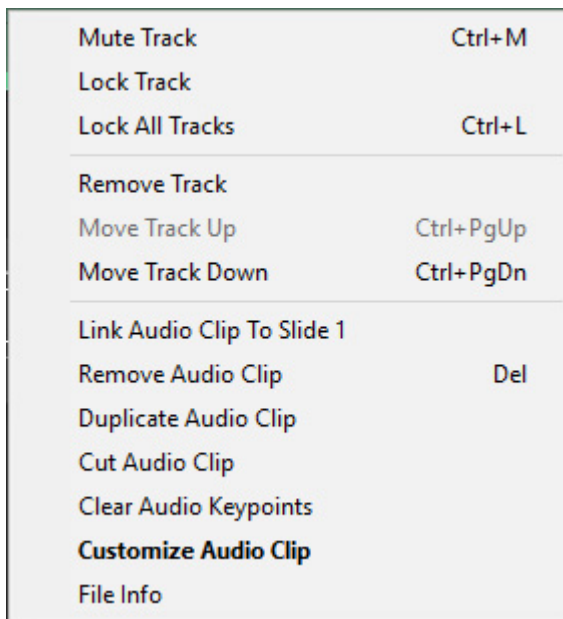 Mute Track Ctrl+M
Lock Track
Lock All Tracks Ctrl+L
Remove Track
Move Track Up Ctrl+PgUp
Move Track Down Ctrl+PgDn
Link Audio Clip To Slide 1
Remove Audio Clip Del
Duplicate Audio Clip
Cut Audio Clip
Clear Audio Keypoints
Customize Audio Clip
File Info